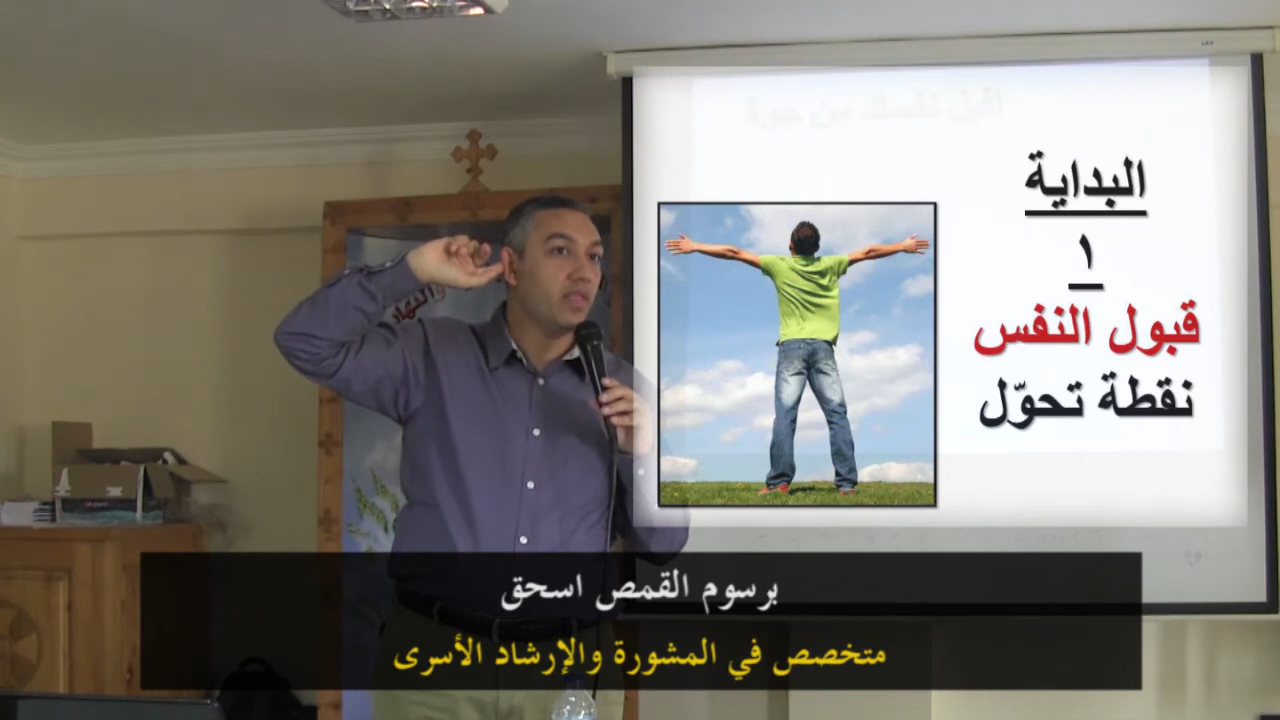 البداية
١
قبول النفس
نقطة تحوّل
برسوم القمص اسحق
متخصص في المشورة والإرشاد الأسرى